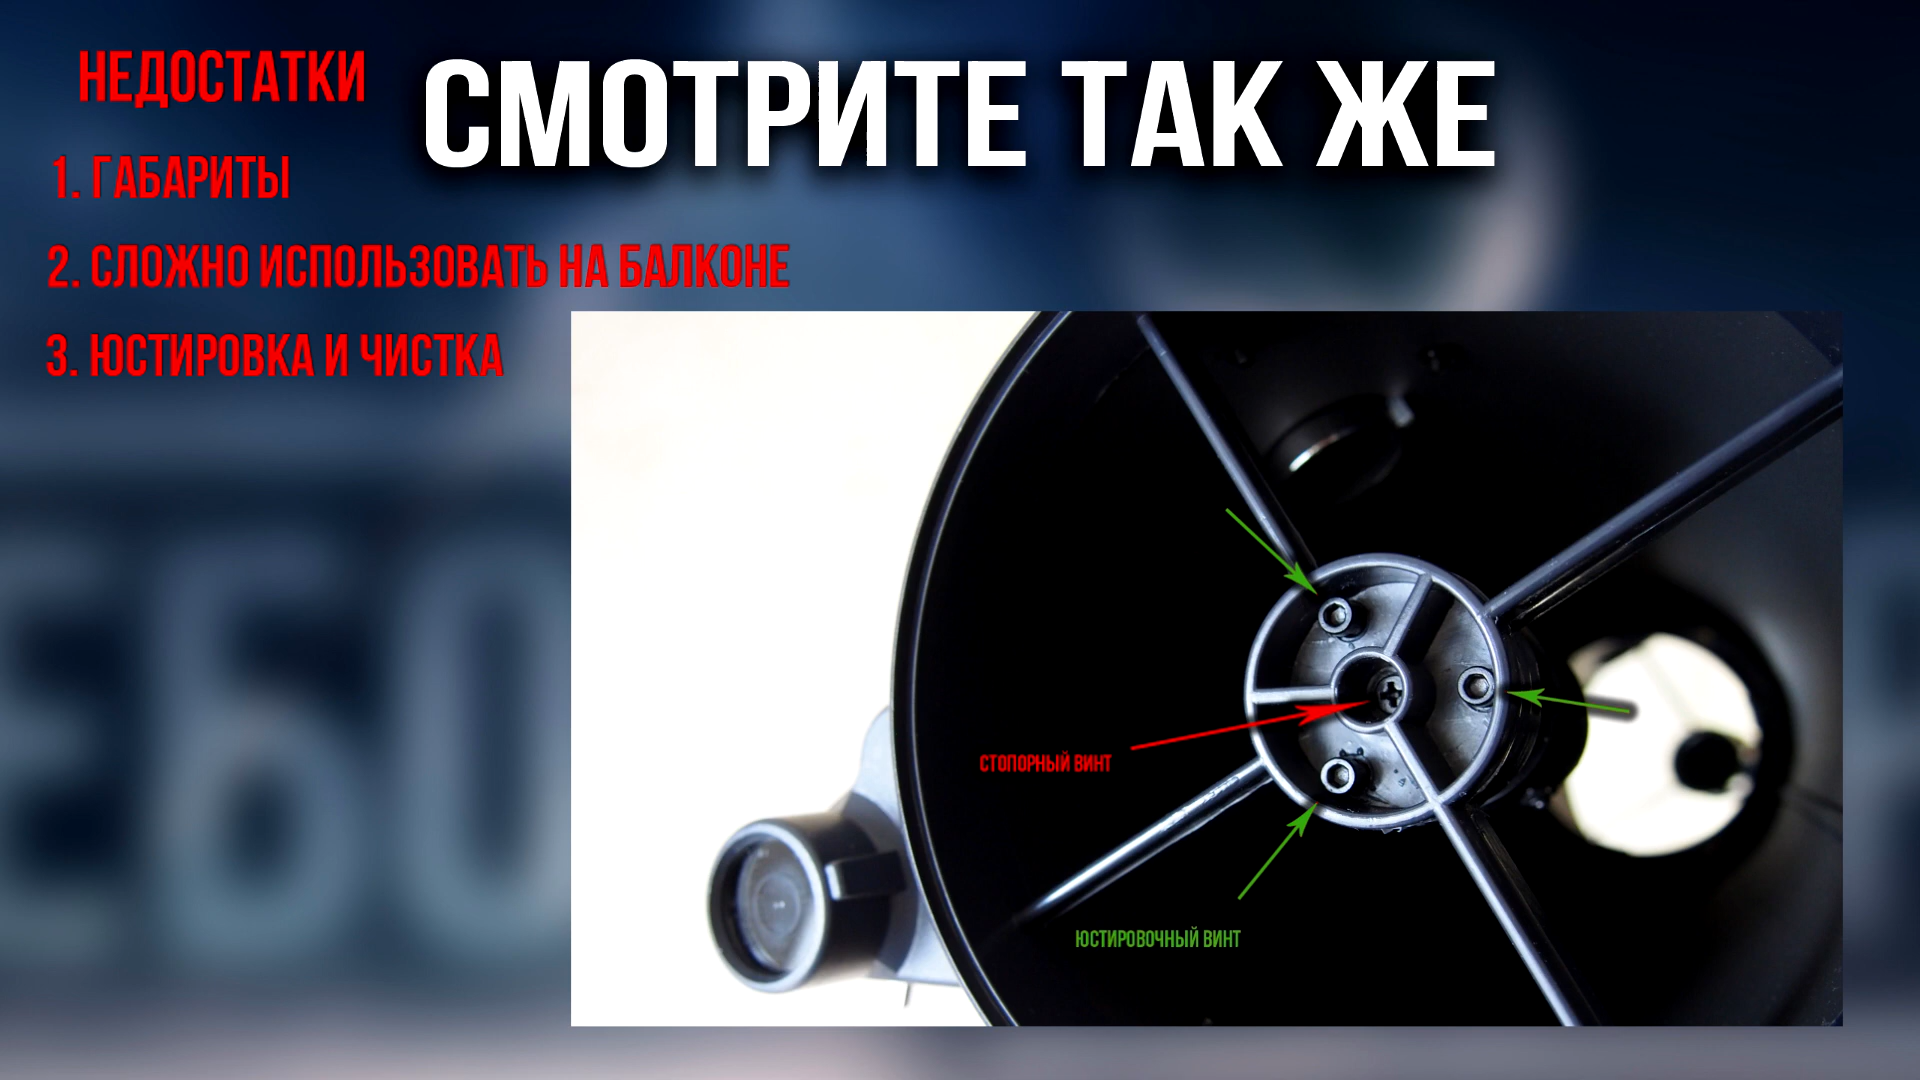 НЕДОСТАТКИ
СМОТРИТЕ ТАК ЖЕ
1. ГАБАРИТЫ
2. СЛОЖНО ИСПОЛЬЗОВАТЬ НА БАЛКОНЕ
3. ЮСТИРОВКА И ЧИСТКА
СТОПОРНЫЙ ВИНТ
ЮСТИРОВОЧНЫЙ ВИНТ